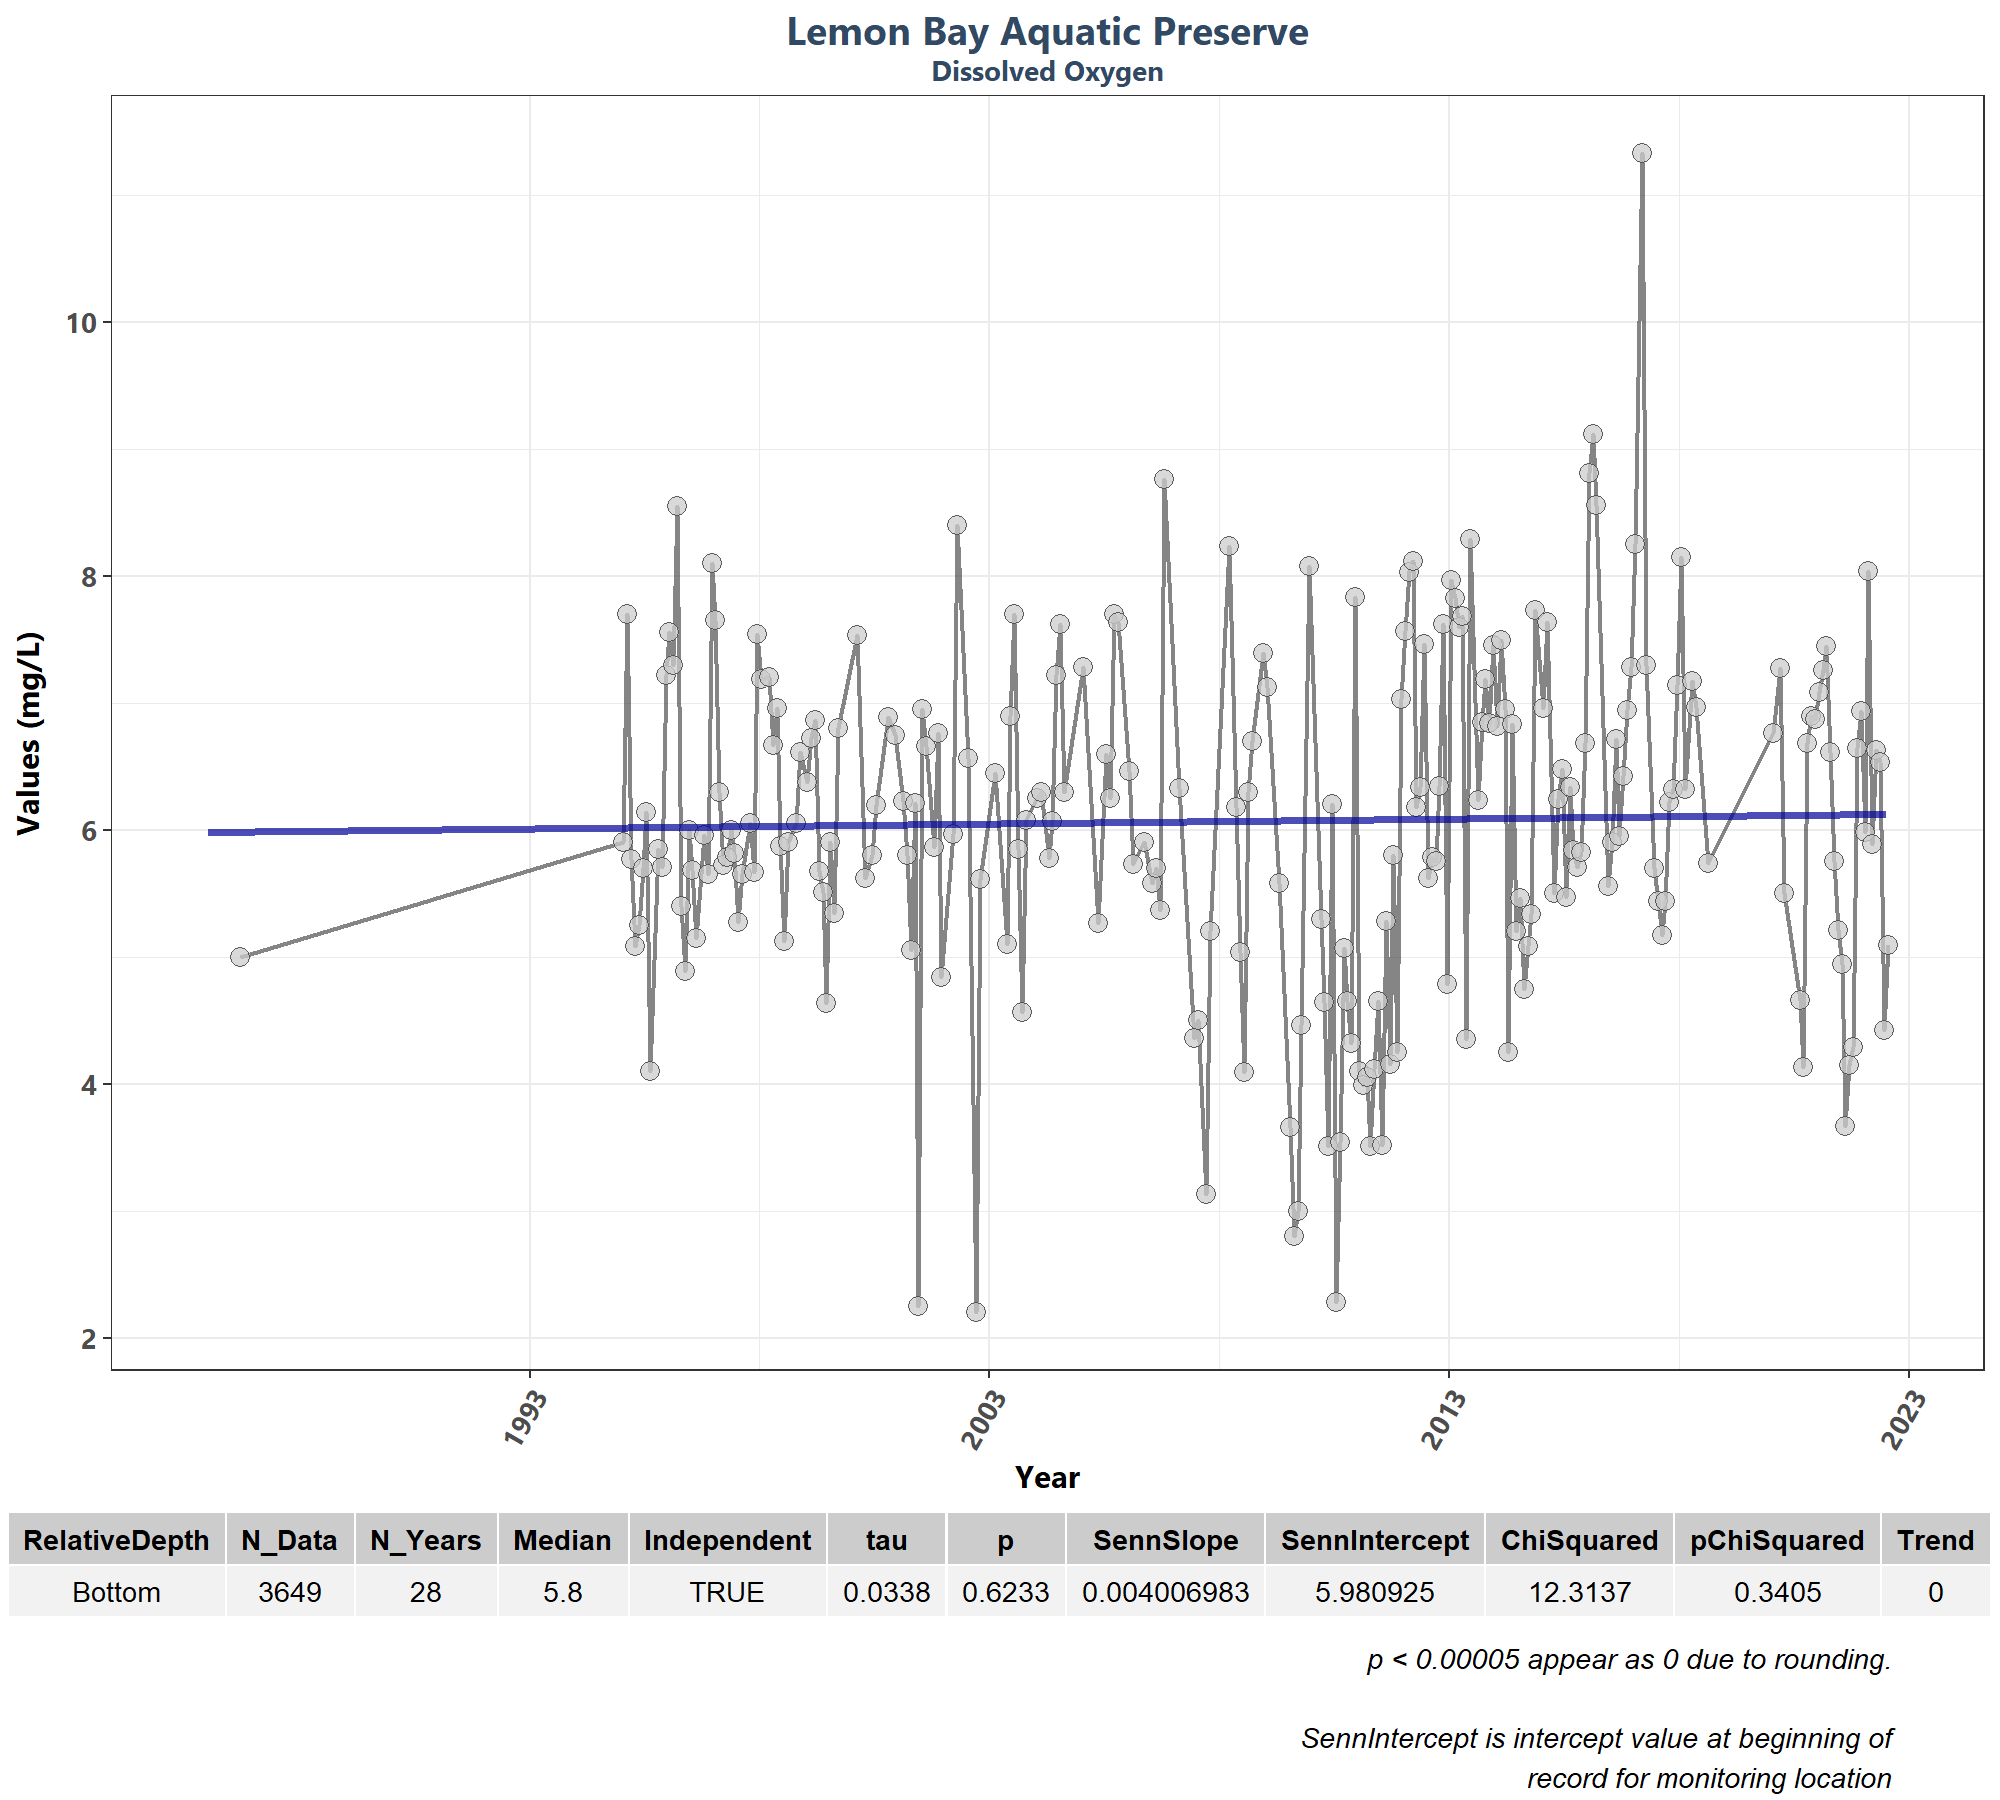 Lemon Bay Aquatic Preserve
Dissolved Oxygen
Values (mg/L)
10
8
6
4
2
1993 2003 2013 2023
Year
RelativeDepth N_Data N_Years Median Independent tau p SennSlope SennIntercept ChiSquared pChiSquared Trend
Bottom 3649 28 5.8 TRUE 0.0338 0.6233 0.004006983 5.980925 12.3137 0.3405 0
p < 0.00005 appear as 0 due to rounding.
SennIntercept is intercept value at beginning of
record for monitoring location